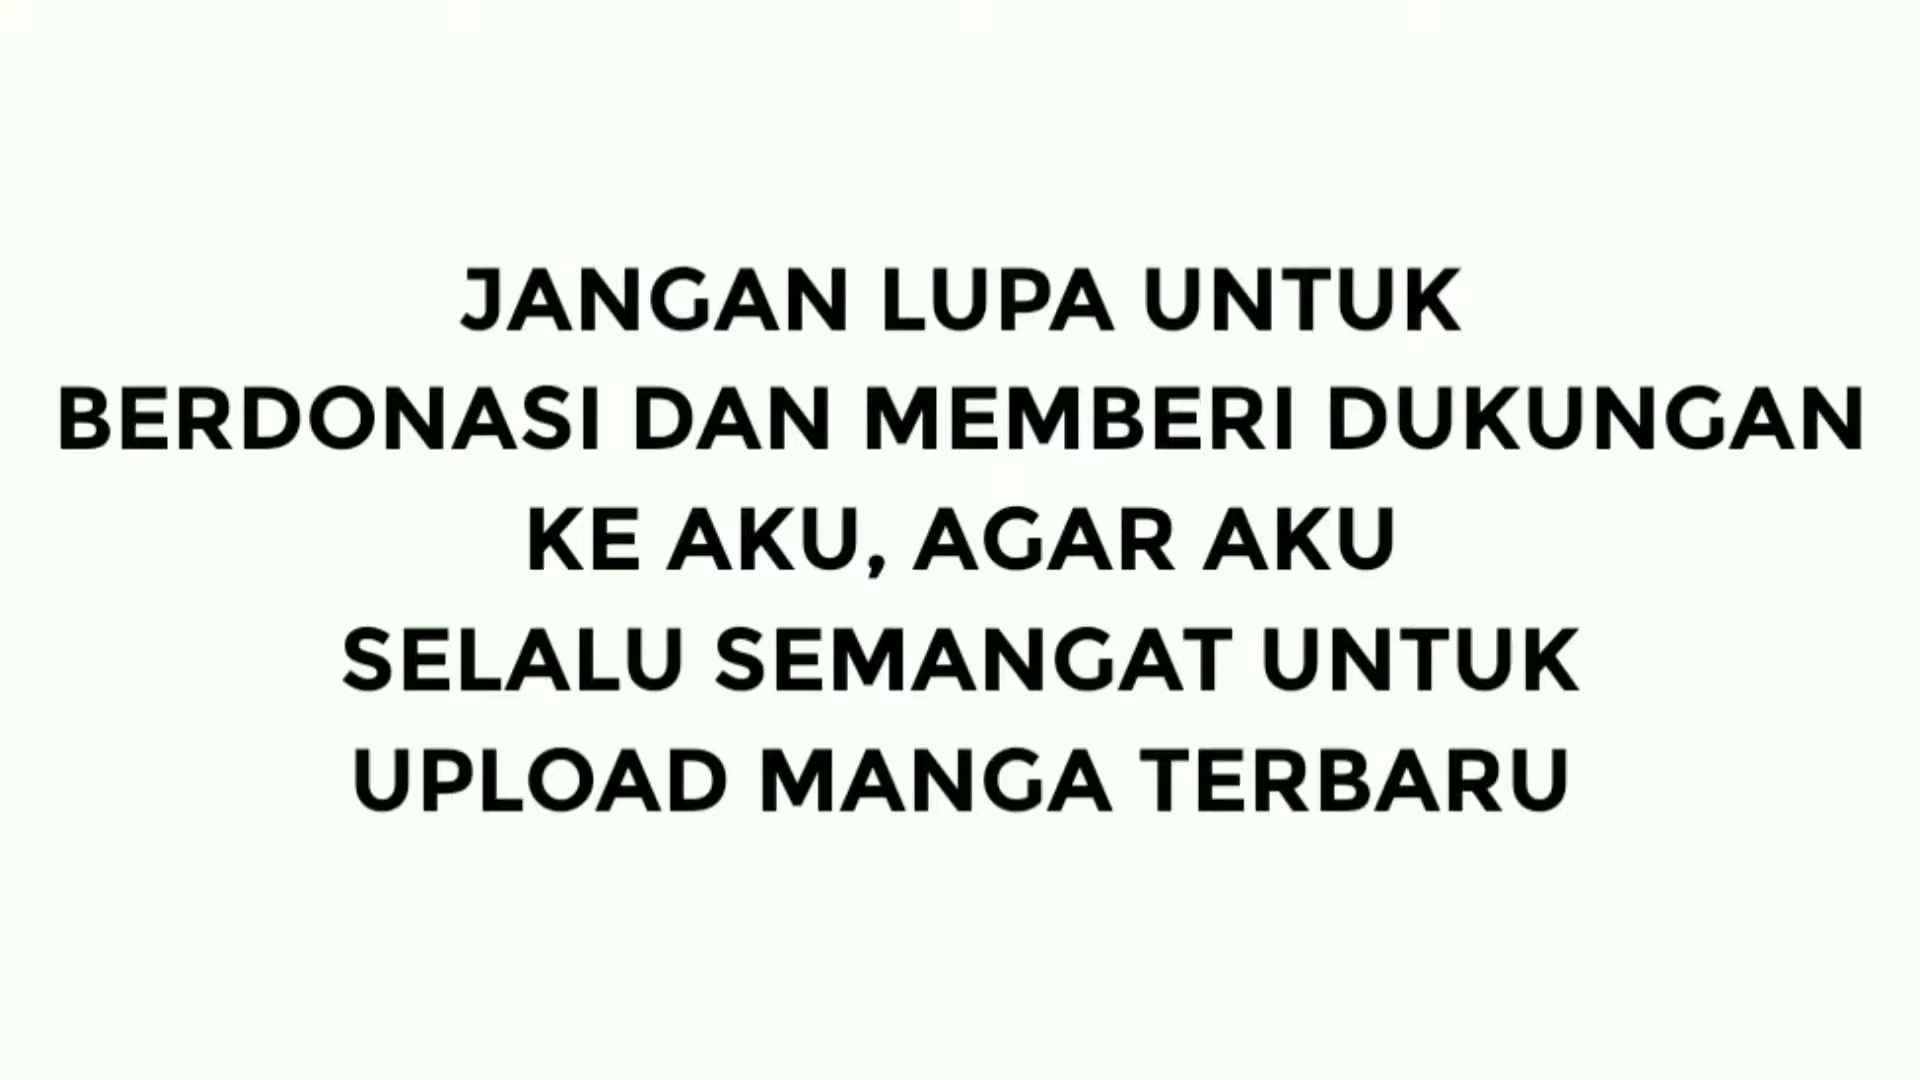 JANGAN LUPA UNTUK
BERDONASI DAN MEMBERI DUKUNGAN
KE AKU, AGAR AKU
SELALU SEMANGAT UNTUK
UPLOAD MANGA TERBARU